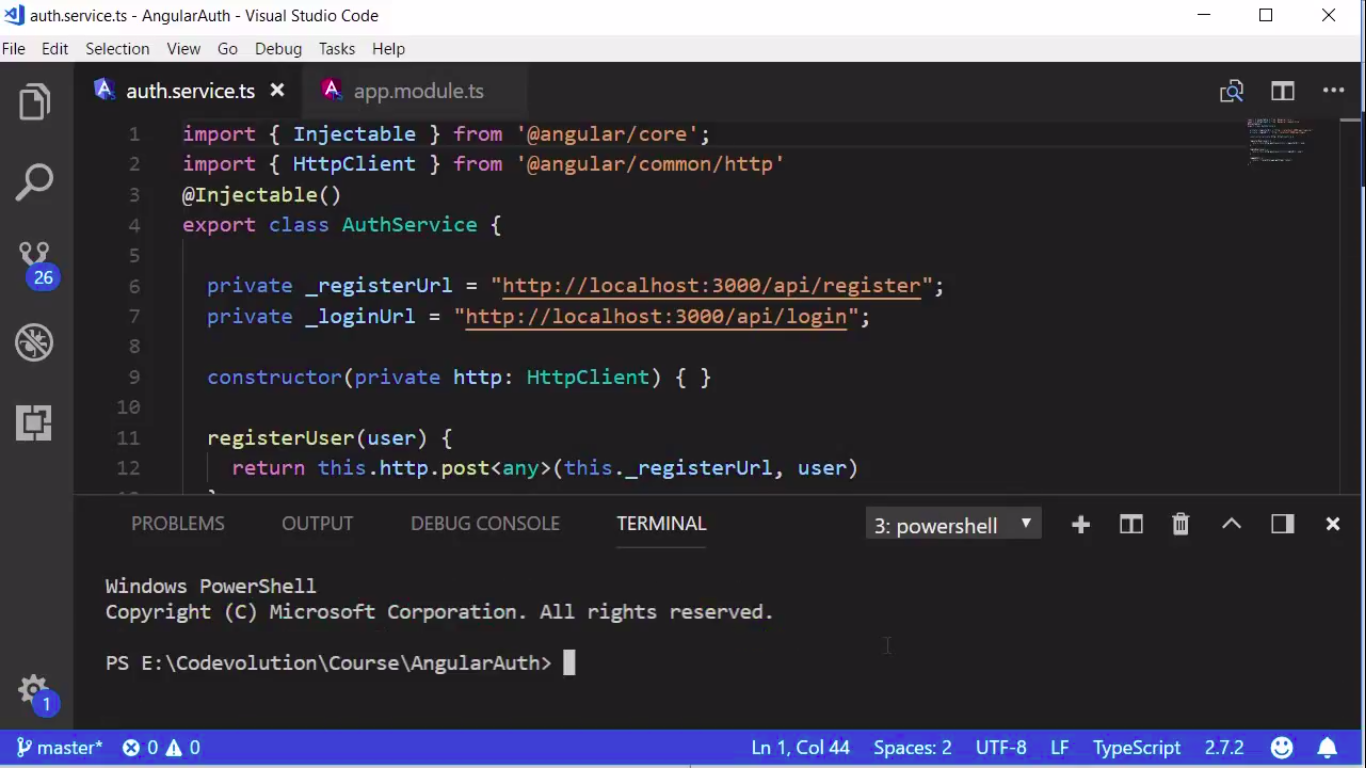 auth.service.ts - AngularAuth - Visual Studio Code
File Edit Selection View Go Debug Tasks Help
auth.service.ts app.module.ts
1 import { Injectable } from '@angular/core';
2 import { HttpClient } from '@angular/common/http'
3 @Injectable()
4 export class AuthService {
5
6 private _registerUrl = "http://localhost:3000/api/register";
7 private _loginUrl = "http://localhost:3000/api/login";
8
9 constructor(private http: HttpClient) { }
10
11 registerUser(user) {
12 return this.http.post<any>(this._registerUrl, user)
26
PROBLEMS OUTPUT DEBUG CONSOLE TERMINAL 3: powershell
Windows PowerShell
Copyright (C) Microsoft Corporation. All rights reserved.
PS E:\Codevolution\Course\AngularAuth>
1
master* 0 0 Ln 1, Col 44 Spaces: 2 UTF-8 LF TypeScript 2.7.2